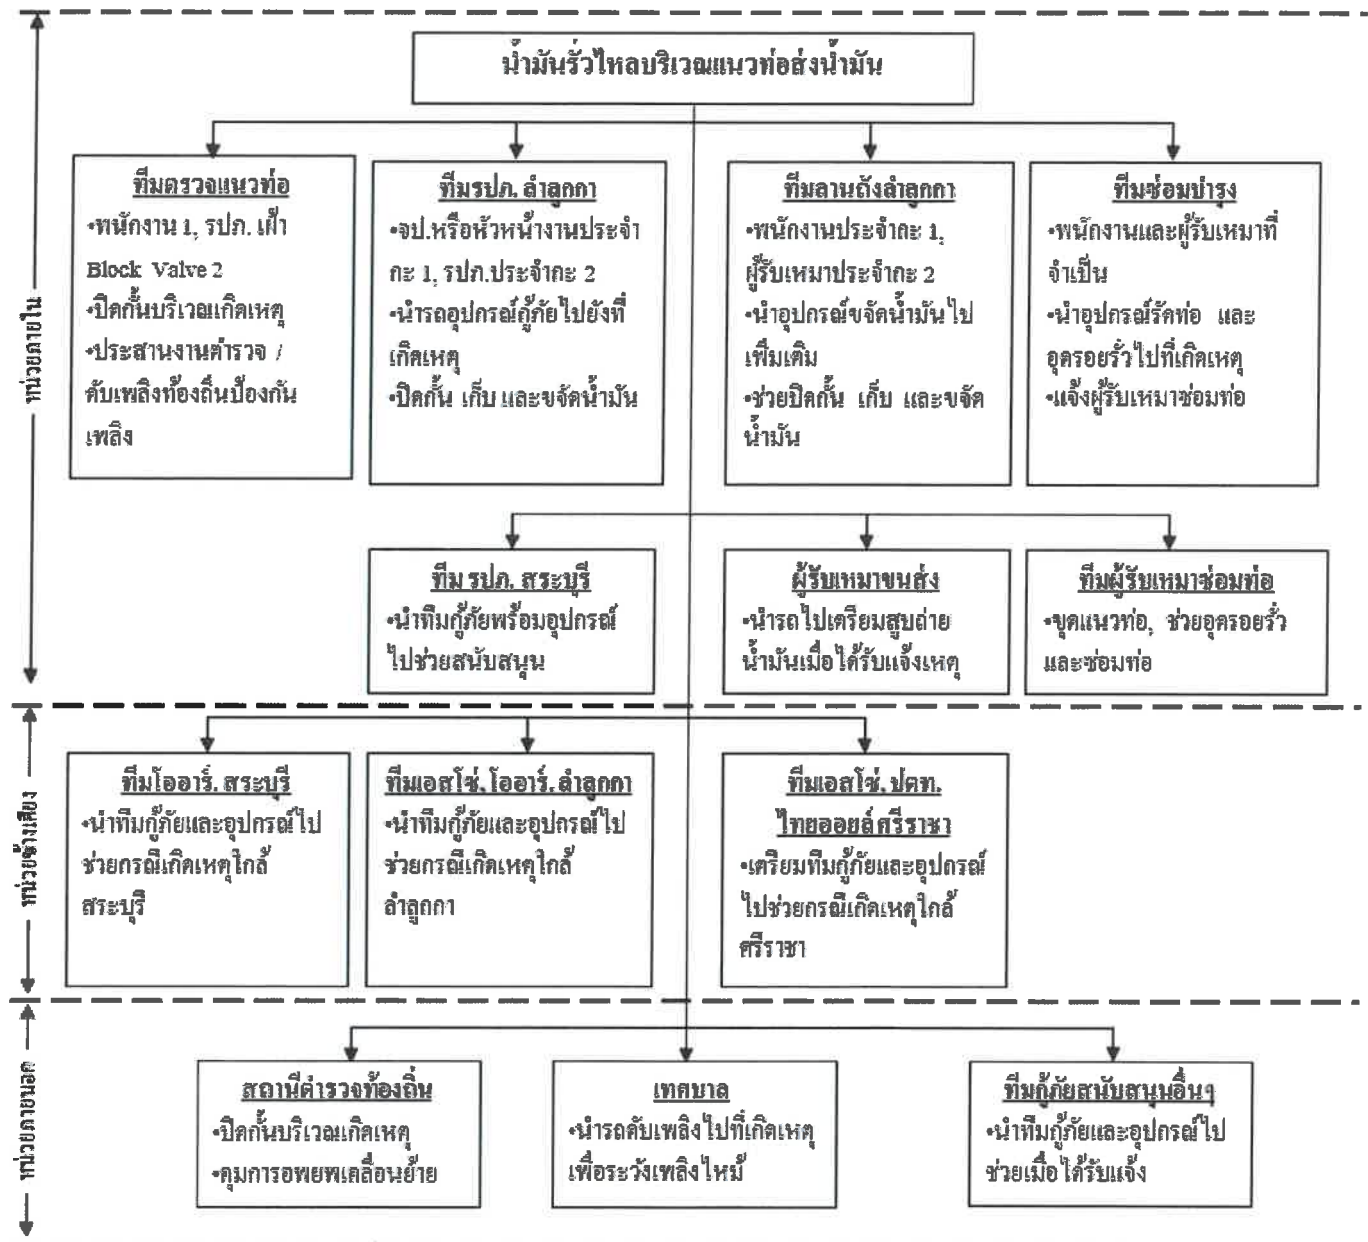 น้ำมันรั่วไหลบริเวณแนวท่อส่งน้ำมัน
หน่วยภายใน
ทีมตรวจแนวท่อ
•พนักงาน 1, รปภ. เฝ้า
Block Valve 2
•ปิดกั้นบริเวณเกิดเหตุ
•ประสานงานตำรวจ /
ดับเพลิงท้องถิ่นป้องกัน
เพลิง
ทีมรปภ. ลำลูกกา
•จป.หรือหัวหน้างานประจำ
กะ 1, รปภ.ประจำกะ 2
•นำรถอุปกรณ์กู้ภัยไปยังที่
เกิดเหตุ
•ปิดกั้น เก็บ และขจัดน้ำมัน
ทีมลานถังลำลูกกา
•พนักงานประจำกะ 1,
ผู้รับเหมาประจำกะ 2
•นำอุปกรณ์ขจัดน้ำมันไป
เพิ่มเติม
•ช่วยปิดกั้น เก็บ และขจัด
น้ำมัน
ทีมซ่อมบำรุง
•พนักงานและผู้รับเหมาที่
จำเป็น
•นำอุปกรณ์รัดท่อ และ
อุดรอยรั่วไปที่เกิดเหตุ
•แจ้งผู้รับเหมาซ่อมท่อ
ทีม รปภ. สระบุรี
•นำทีมกู้ภัยพร้อมอุปกรณ์
ไปช่วยสนับสนุน
ผู้รับเหมาขนส่ง
•นำรถไปเตรียมสูบถ่าย
น้ำมันเมื่อได้รับแจ้งเหตุ
ทีมผู้รับเหมาซ่อมท่อ
•ขุดแนวท่อ, ช่วยอุดรอยรั่ว
และซ่อมท่อ
หน่วยข้างเคียง
ทีมโออาร์. สระบุรี
•นำทีมกู้ภัยและอุปกรณ์ไป
ช่วยกรณีเกิดเหตุใกล้
สระบุรี
ทีมเอสโซ่, โออาร์. ลำลูกกา
•นำทีมกู้ภัยและอุปกรณ์ไป
ช่วยกรณีเกิดเหตุใกล้
ลำลูกกา
ทีมเอสโซ่, ปตท.
ไทยออยล์ศรีราชา
•เตรียมทีมกู้ภัยและอุปกรณ์
ไปช่วยกรณีเกิดเหตุใกล้
ศรีราชา
หน่วยภายนอก
สถานีตำรวจท้องถิ่น
•ปิดกั้นบริเวณเกิดเหตุ
•คุมการอพยพเคลื่อนย้าย
เทศบาล
•นำรถดับเพลิงไปที่เกิดเหตุ
เพื่อระวังเพลิงไหม้
ทีมกู้ภัยสนับสนุนอื่นๆ
•นำทีมกู้ภัยและอุปกรณ์ไป
ช่วยเมื่อได้รับแจ้ง